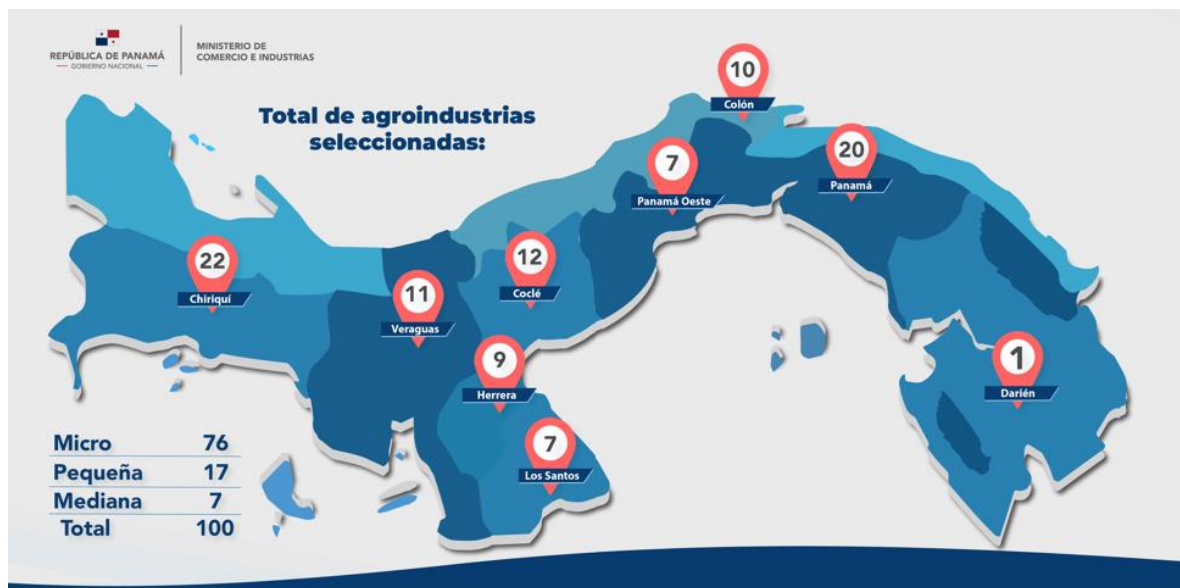 REPÚBLICA DE PANAMÁ
— GOBIERNO NACIONAL —
MINISTERIO DE
COMERCIO E INDUSTRIAS
Total de agroindustrias
seleccionadas:
10
Colón
7
Panamá Oeste
20
Panamá
22
Chiriquí
11
Veraguas
12
Coclé
9
Herrera
7
Los Santos
1
Darién
Micro 76
Pequeña 17
Mediana 7
Total 100